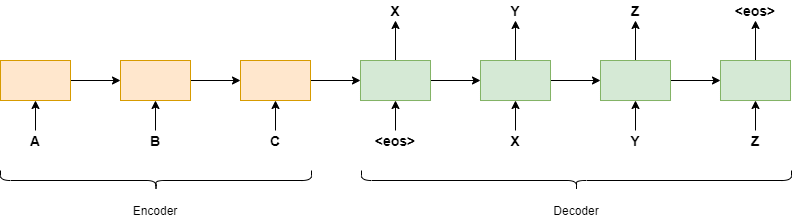 X Y Z <eos>
A B C <eos> X Y Z
Encoder Decoder